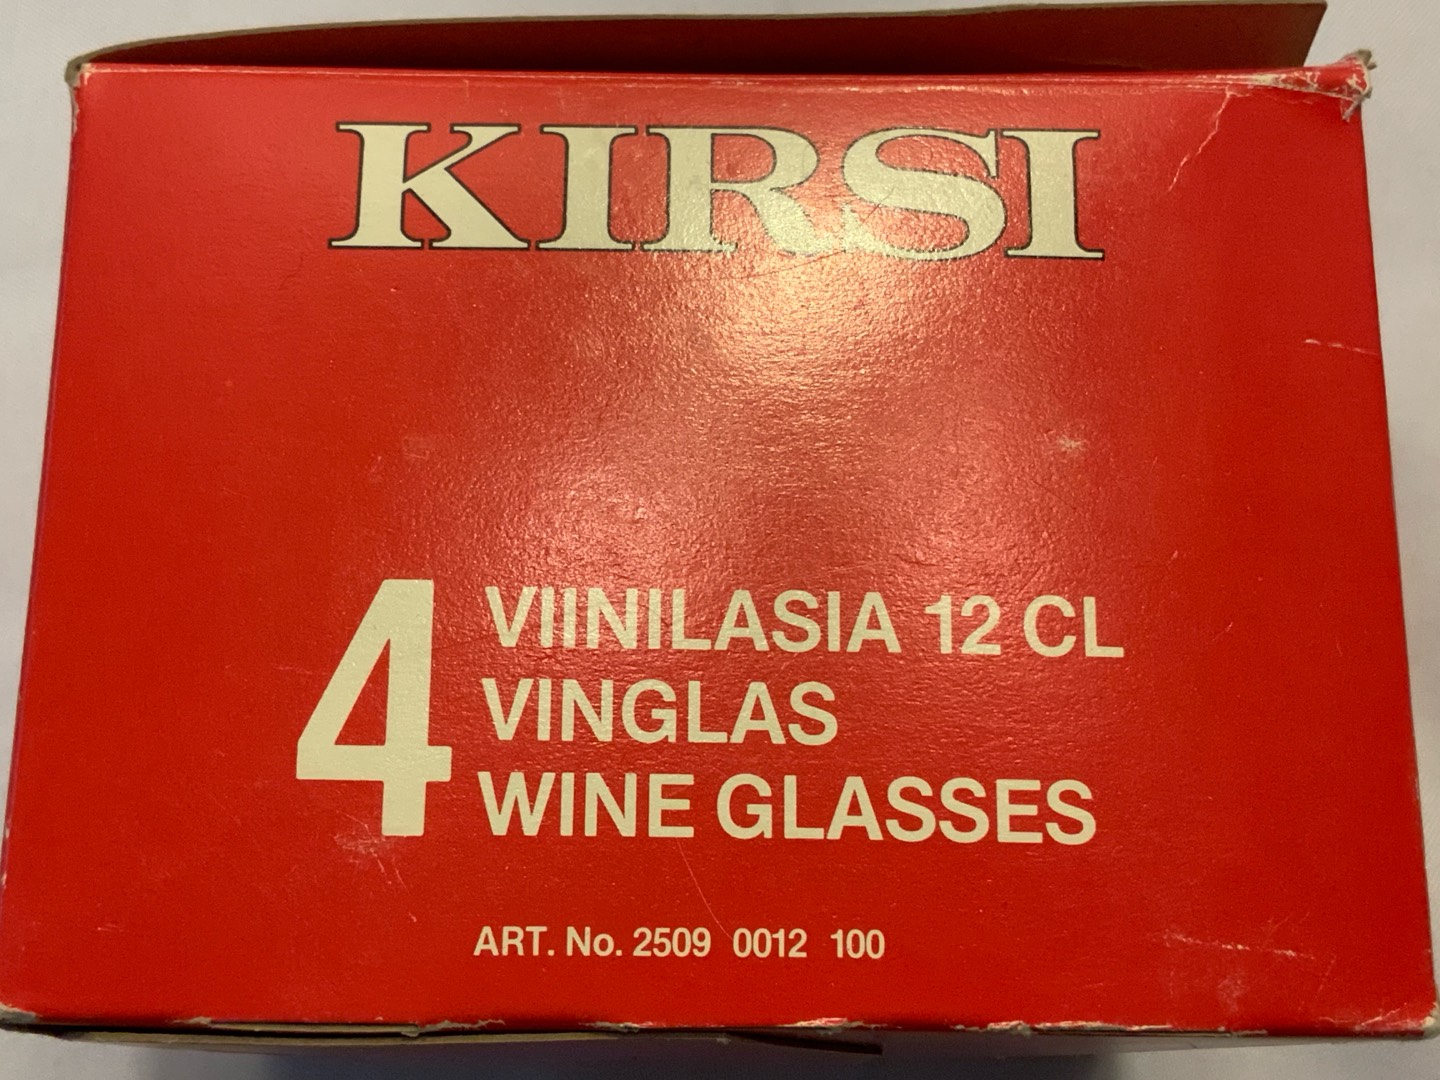 KIRSI
4
VIINILASIA 12 CL
VINGLAS
WINE GLASSES
ART. No. 2509 0012 100